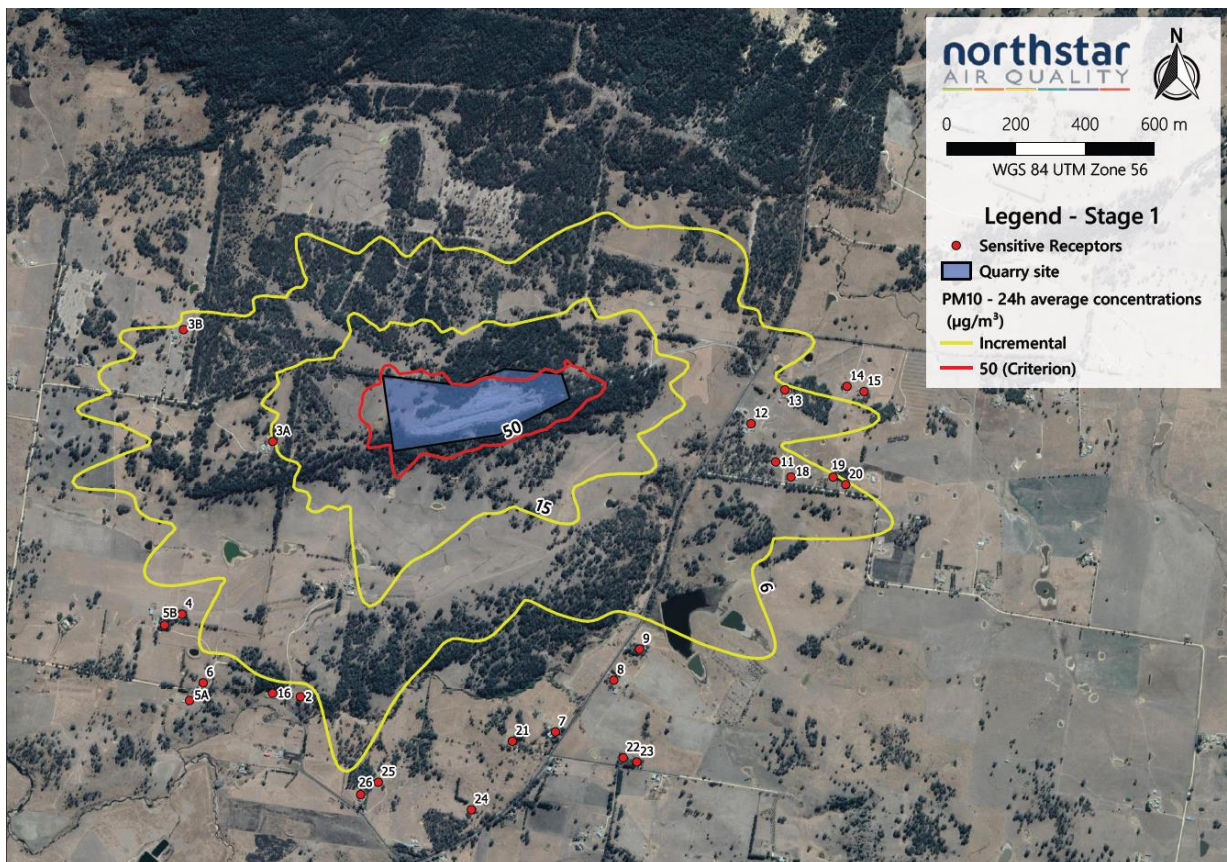 northstar
AIR QUALITY
N
0 200 400 600 m
WGS 84 UTM Zone 56
Legend - Stage 1
Sensitive Receptors
Quarry site
PM10 - 24h average concentrations
(µg/m³)
Incremental
50 (Criterion)
3B
14
15
13
12
50
3A
11
18
19
20
15
6
4
5B
9
6
8
5A
16
2
7
21
22
23
25
26
24